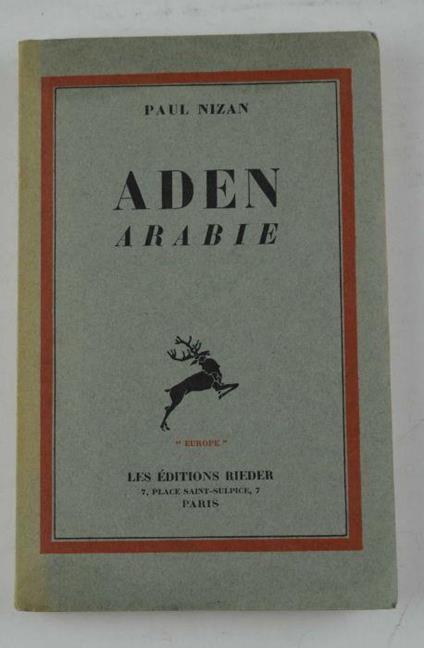 PAUL NIZAN
ADEN
ARABIE
" EUROPE "
LES ÉDITIONS RIEDER
7, PLACE SAINT-SULPICE, 7
PARIS